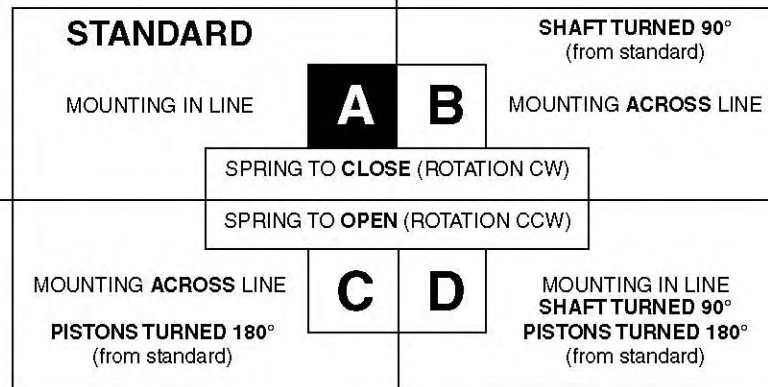 STANDARD
MOUNTING IN LINE
A
B
SHAFT TURNED 90°
(from standard)
MOUNTING ACROSS LINE
SPRING TO CLOSE (ROTATION CW)
SPRING TO OPEN (ROTATION CCW)
MOUNTING ACROSS LINE
PISTONS TURNED 180°
(from standard)
C
D
MOUNTING IN LINE
SHAFT TURNED 90°
PISTONS TURNED 180°
(from standard)